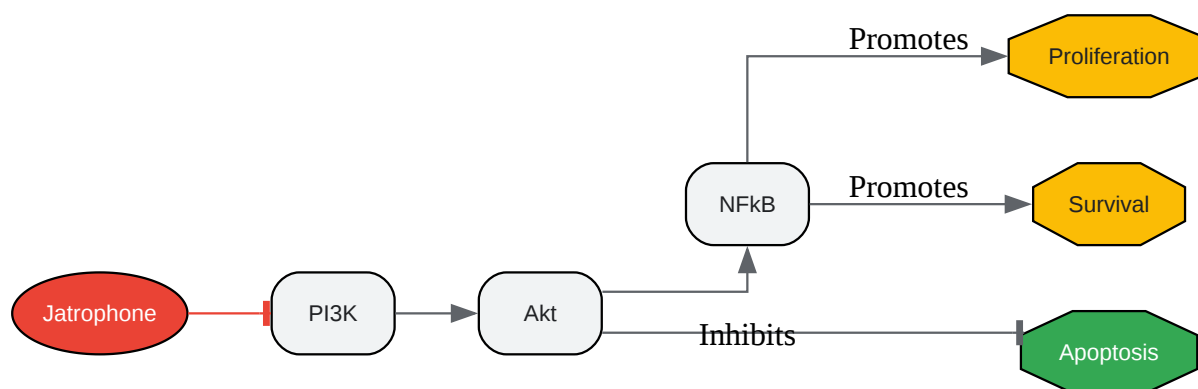 Promotes
Proliferation
NFkB
Promotes
Survival
Jatrophone
PI3K
Akt
Inhibits
Apoptosis